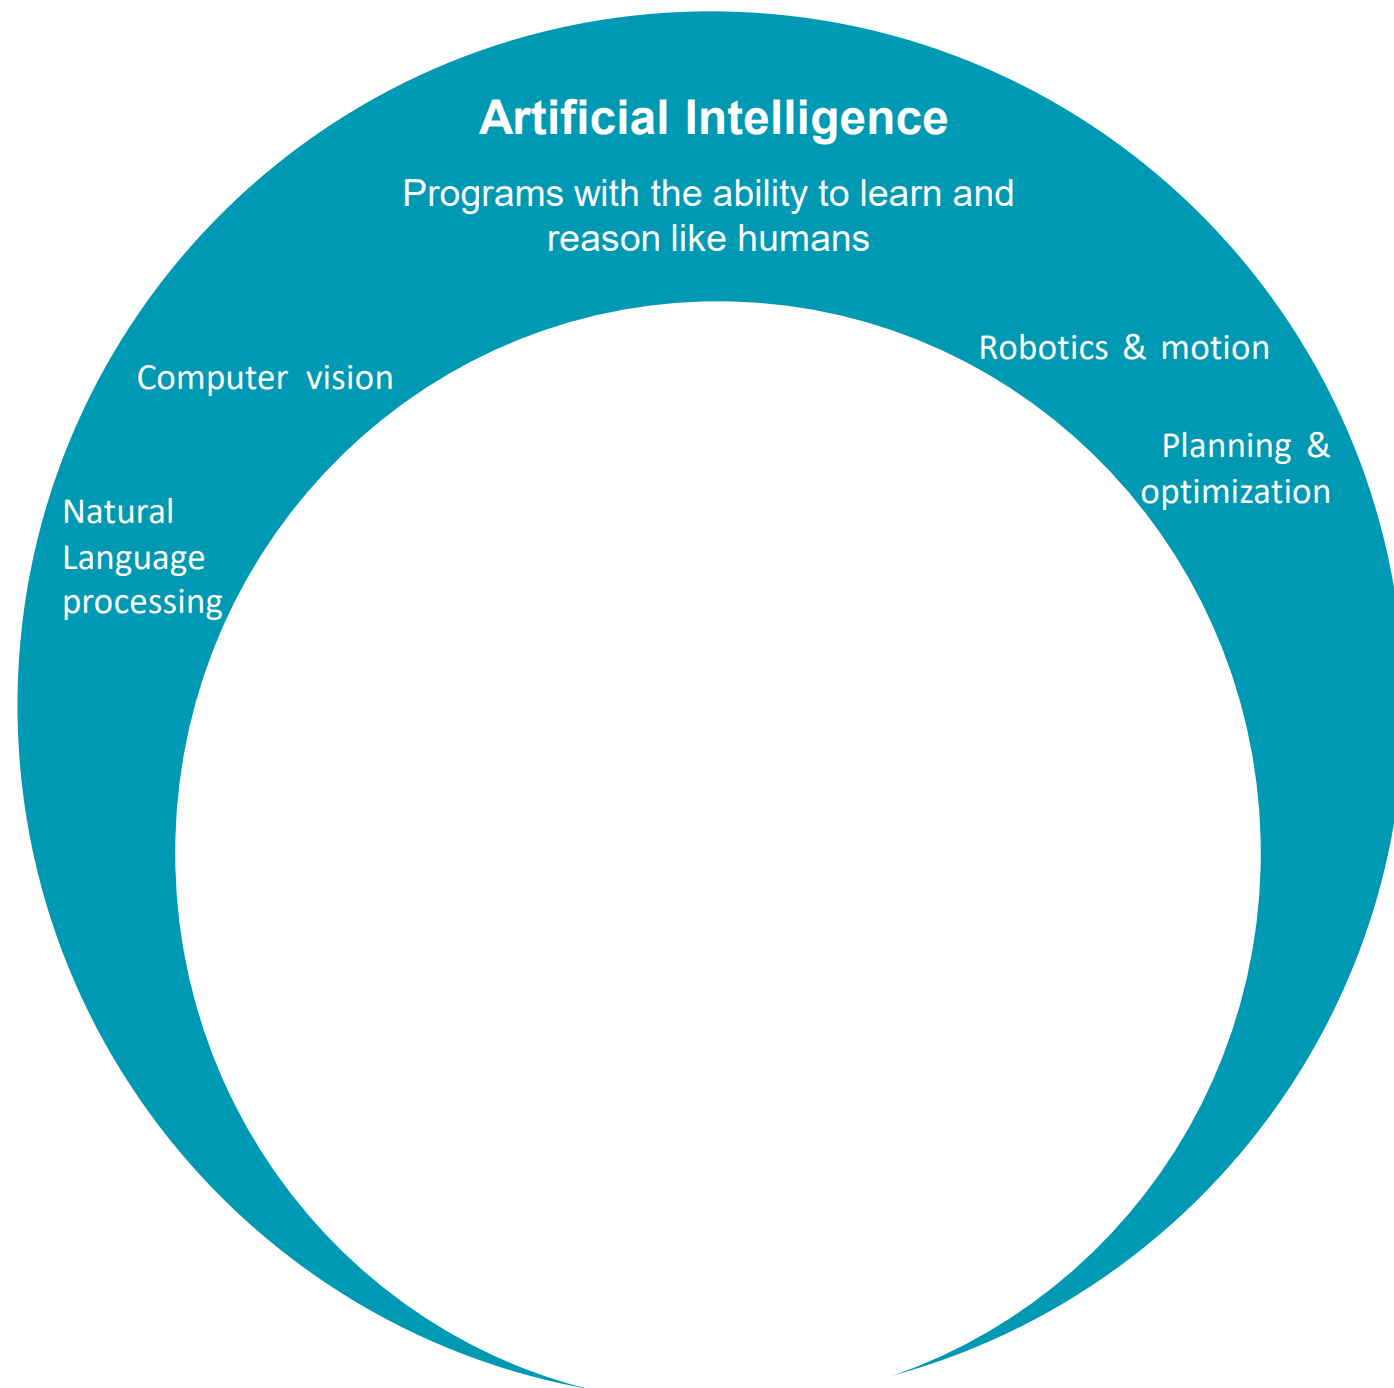 Artificial Intelligence
Programs with the ability to learn and
reason like humans
Computer vision
Natural
Language
processing
Robotics & motion
Planning &
optimization